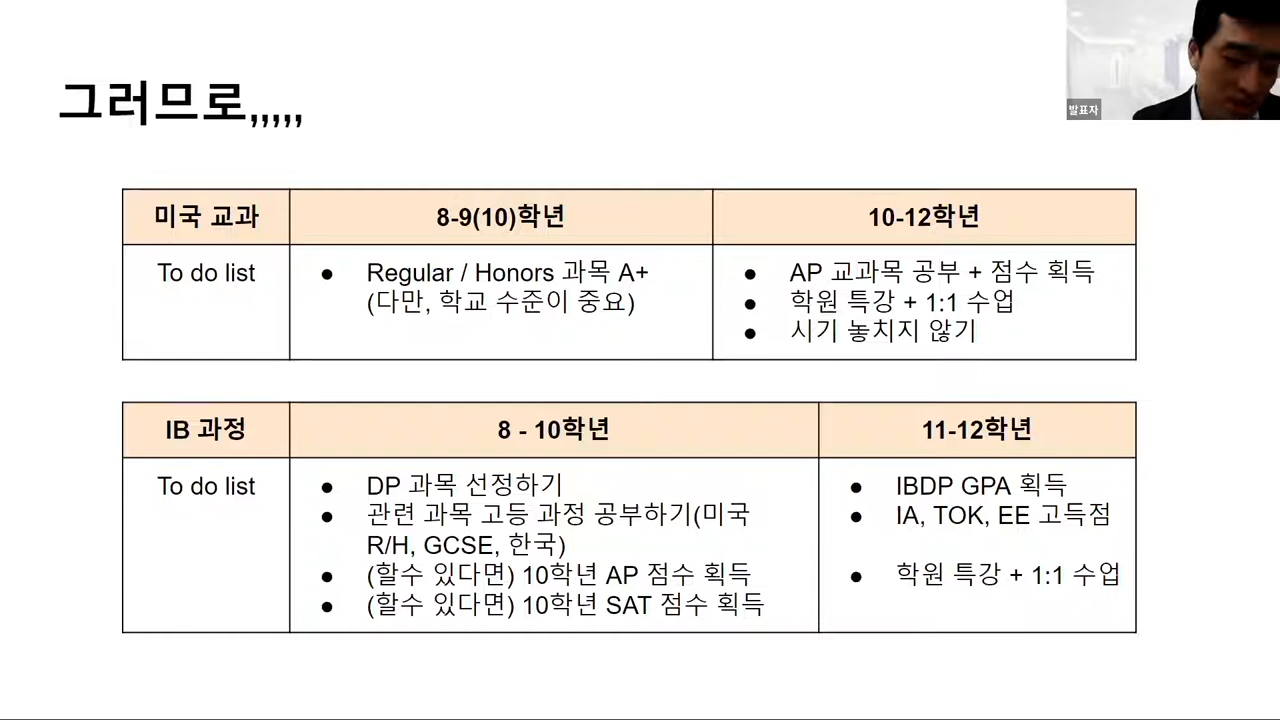 그러므로,,,,,
발표자
미국 교과
8-9(10)학년
10-12학년
To do list
● Regular / Honors 과목 A+
(다만, 학교 수준이 중요)
● AP 교과목 공부 + 점수 획득
● 학원 특강 + 1:1 수업
● 시기 놓치지 않기
IB 과정
8 - 10학년
11-12학년
To do list
● DP 과목 선정하기
● 관련 과목 고등 과정 공부하기(미국
R/H, GCSE, 한국)
● (할수 있다면) 10학년 AP 점수 획득
● (할수 있다면) 10학년 SAT 점수 획득
● IBDP GPA 획득
● IA, TOK, EE 고득점
● 학원 특강 + 1:1 수업